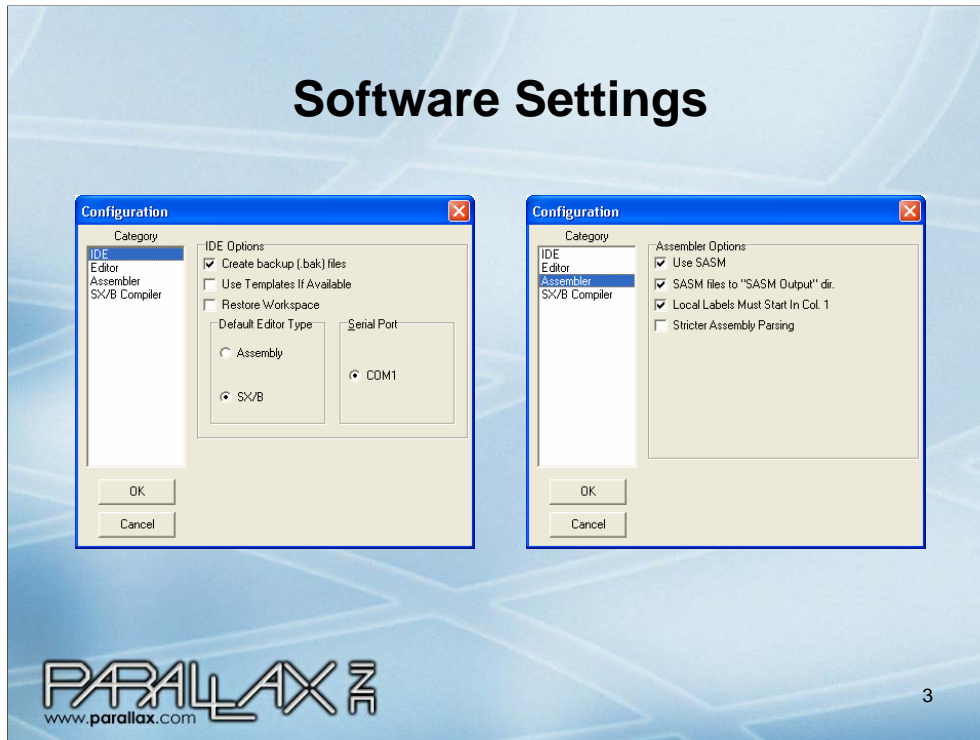 Software Settings
Configuration
Category
IDE
Editor
Assembler
SX/B Compiler
IDE Options
Create backup (.bak) files
Use Templates If Available
Restore Workspace
Default Editor Type
Assembly
SX/B
Serial Port
COM1
OK
Cancel
Configuration
Category
IDE
Editor
Assembler
SX/B Compiler
Assembler Options
Use SASM
SASM files to "SASM Output" dir.
Local Labels Must Start In Col. 1
Stricter Assembly Parsing
OK
Cancel
PARALLAX INC
www.parallax.com
3